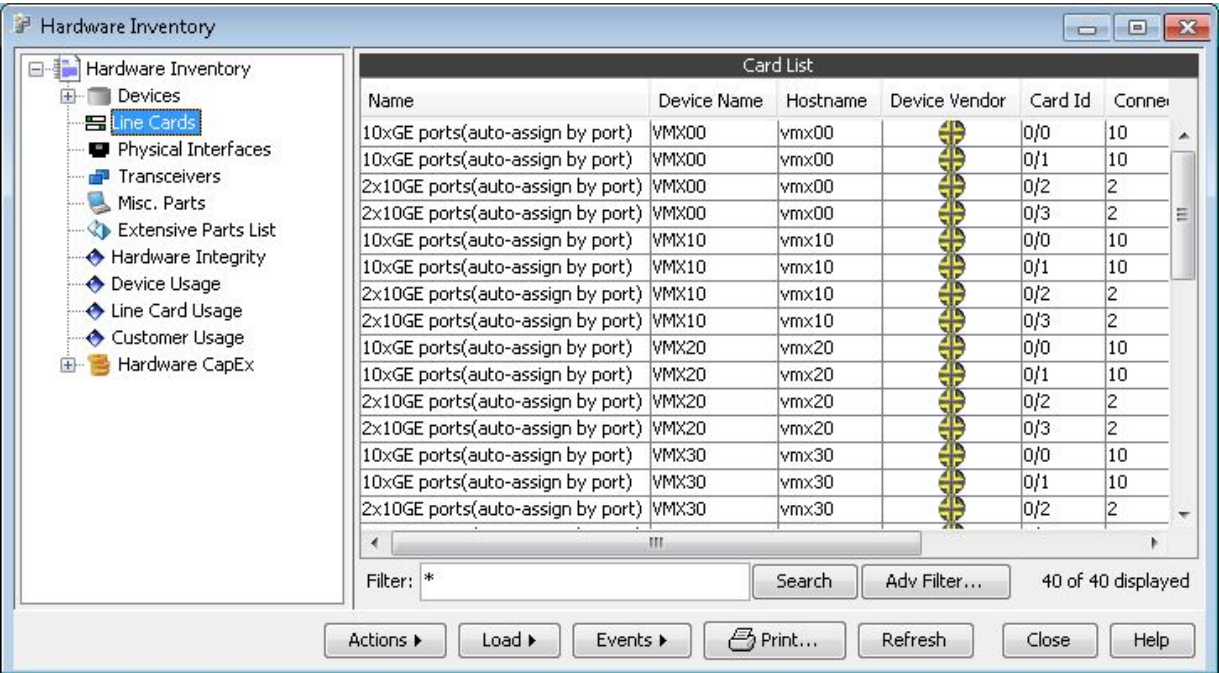 Hardware Inventory
Hardware Inventory
Devices
Line Cards
Physical Interfaces
Transceivers
Misc. Parts
Extensive Parts List
Hardware Integrity
Device Usage
Line Card Usage
Customer Usage
Hardware CapEx
Card List
Name Device Name Hostname Device Vendor Card Id Connec
10xGE ports(auto-assign by port) VMX00 vmx00 0/0 10
10xGE ports(auto-assign by port) VMX00 vmx00 0/1 10
2x10GE ports(auto-assign by port) VMX00 vmx00 0/2 2
2x10GE ports(auto-assign by port) VMX00 vmx00 0/3 2
10xGE ports(auto-assign by port) VMX10 vmx10 0/0 10
10xGE ports(auto-assign by port) VMX10 vmx10 0/1 10
2x10GE ports(auto-assign by port) VMX10 vmx10 0/2 2
2x10GE ports(auto-assign by port) VMX10 vmx10 0/3 2
10xGE ports(auto-assign by port) VMX20 vmx20 0/0 10
10xGE ports(auto-assign by port) VMX20 vmx20 0/1 10
2x10GE ports(auto-assign by port) VMX20 vmx20 0/2 2
2x10GE ports(auto-assign by port) VMX20 vmx20 0/3 2
10xGE ports(auto-assign by port) VMX30 vmx30 0/0 10
10xGE ports(auto-assign by port) VMX30 vmx30 0/1 10
2x10GE ports(auto-assign by port) VMX30 vmx30 0/2 2
Filter: * Search Adv Filter... 40 of 40 displayed
Actions Load Events Print... Refresh Close Help